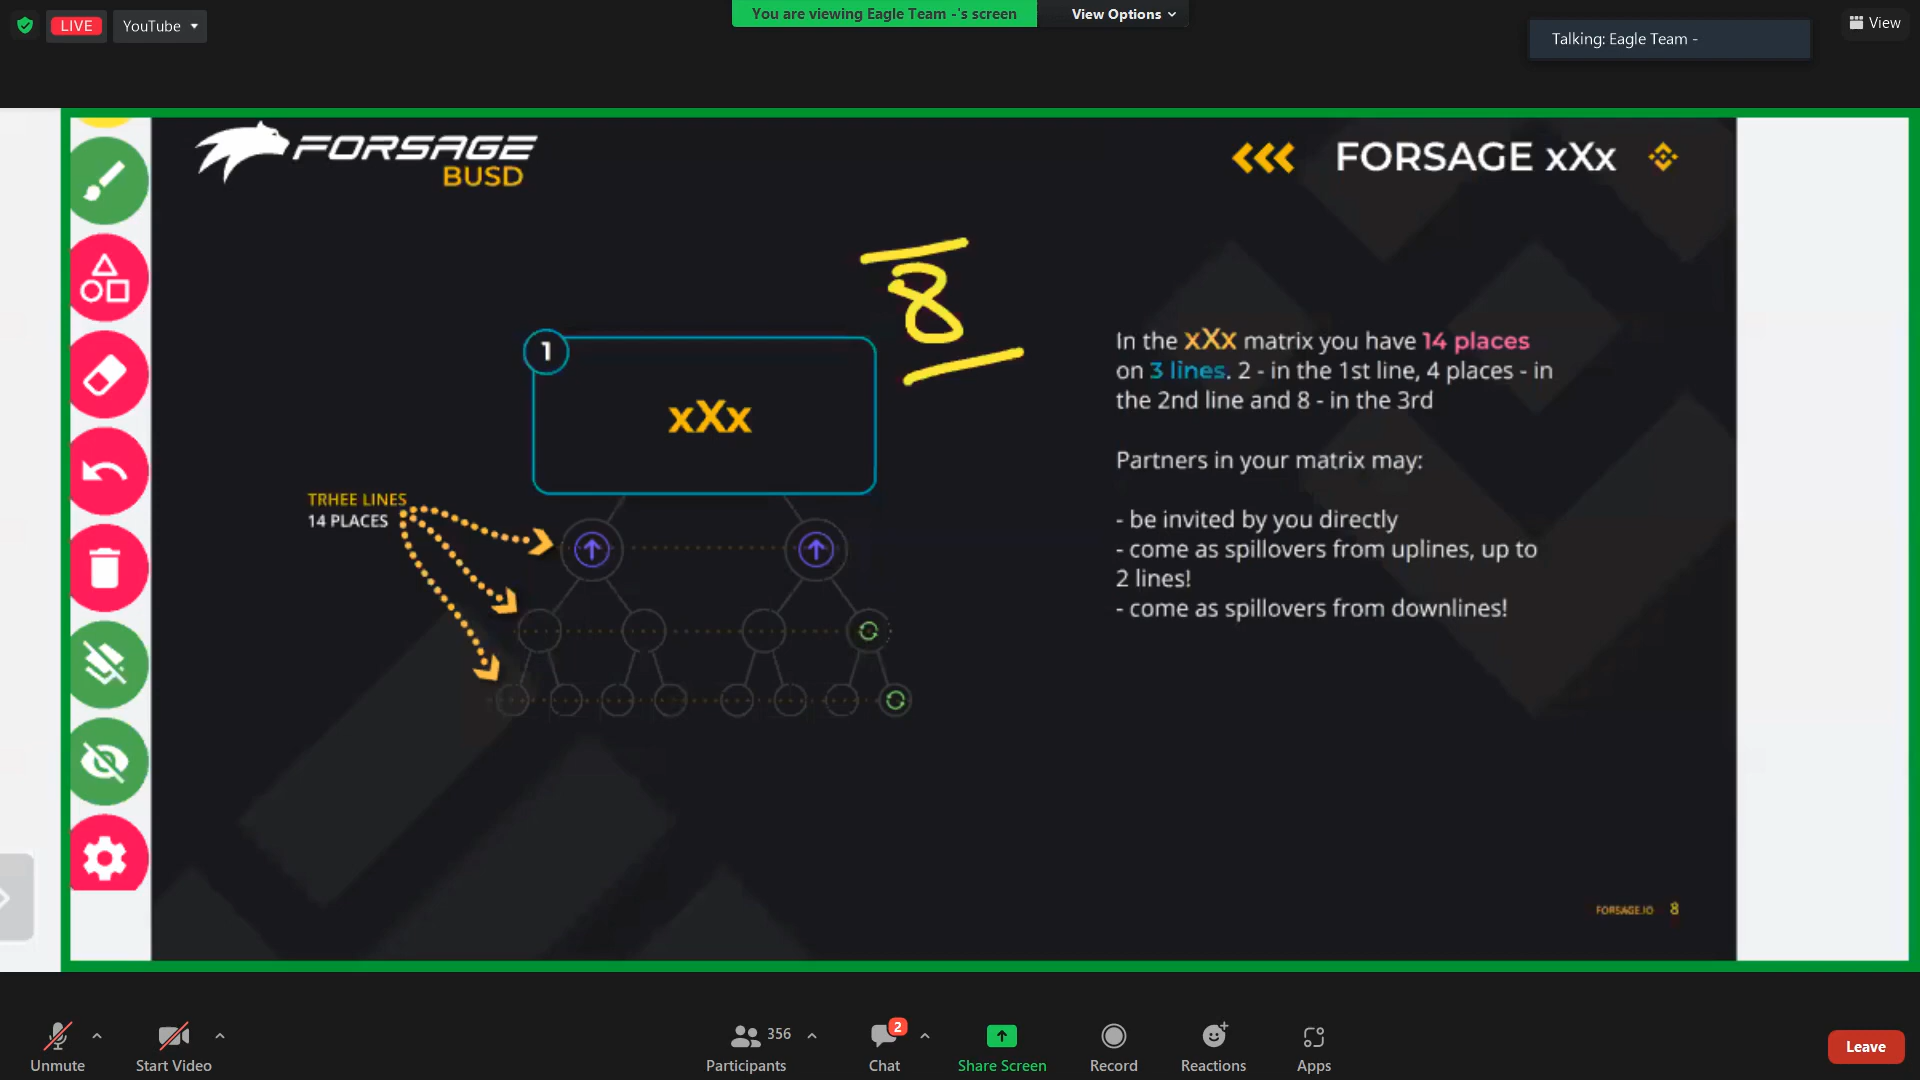 LIVE
YouTube
You are viewing Eagle Team -'s screen
View Options
Talking: Eagle Team -
View
FORSAGE
BUSD
FORSAGE xXx
8
1
xXx
TRHEE LINES
14 PLACES
In the xXx matrix you have 14 places
on 3 lines. 2 - in the 1st line, 4 places - in
the 2nd line and 8 - in the 3rd
Partners in your matrix may:
- be invited by you directly
- come as spillovers from uplines, up to
2 lines!
- come as spillovers from downlines!
FORSAGE.IO 8
Unmute
Start Video
356
Participants
2
Chat
Share Screen
Record
Reactions
Apps
Leave